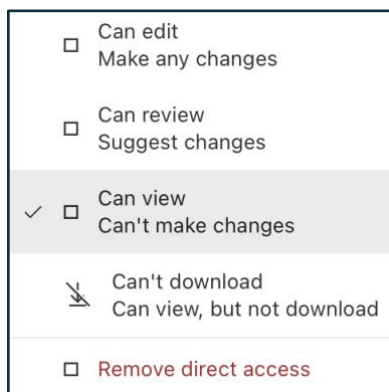 Can edit
Make any changes
Can review
Suggest changes
Can view
Can't make changes
Can't download
Can view, but not download
Remove direct access